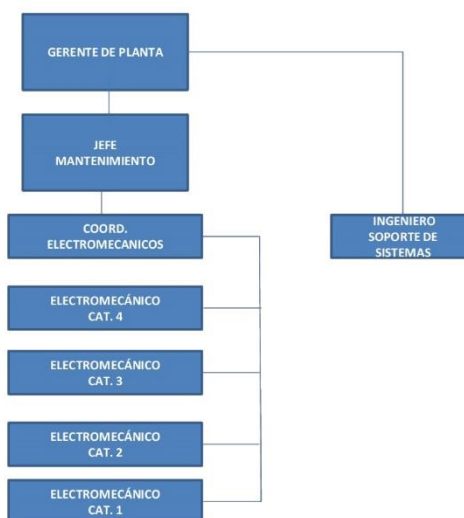 GERENTE DE PLANTA
JEFE
MANTENIMIENTO
COORD.
ELECTROMECANICOS
INGENIERO
SOPORTE DE
SISTEMAS
ELECTROMECÁNICO
CAT. 4
ELECTROMECÁNICO
CAT. 3
ELECTROMECÁNICO
CAT. 2
ELECTROMECÁNICO
CAT. 1